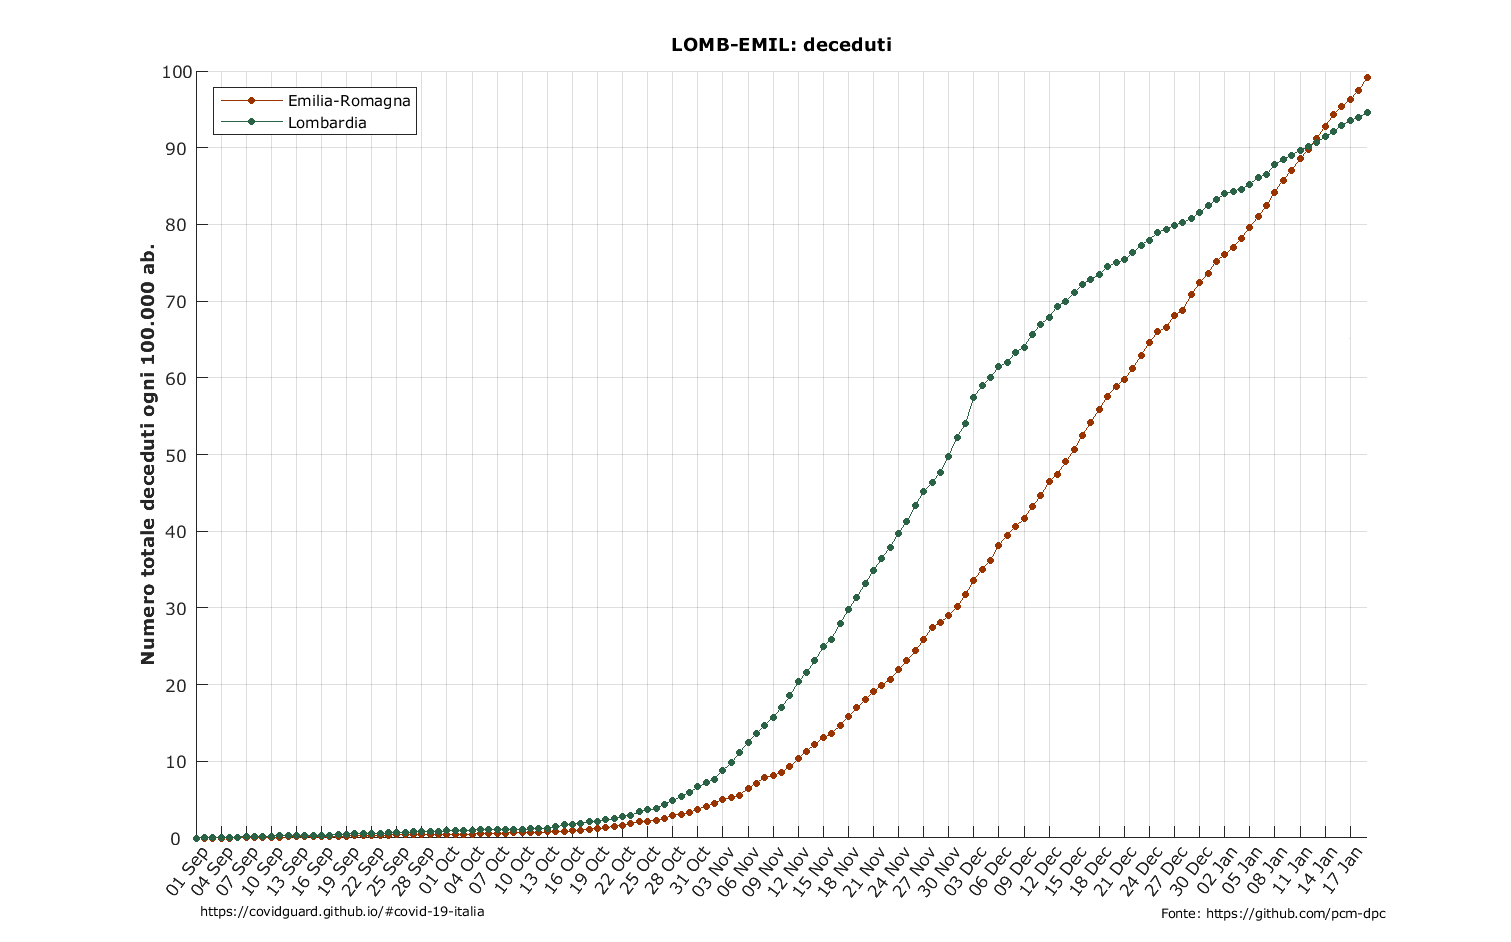 LOMB-EMIL: deceduti
Emilia-Romagna
Lombardia
Numero totale deceduti ogni 100.000 ab.
100
90
80
70
60
50
40
30
20
10
0
01 Sep
04 Sep
07 Sep
10 Sep
13 Sep
16 Sep
19 Sep
22 Sep
25 Sep
28 Sep
01 Oct
04 Oct
07 Oct
10 Oct
13 Oct
16 Oct
19 Oct
22 Oct
25 Oct
28 Oct
31 Oct
03 Nov
06 Nov
09 Nov
12 Nov
15 Nov
18 Nov
21 Nov
24 Nov
27 Nov
30 Nov
03 Dec
06 Dec
09 Dec
12 Dec
15 Dec
18 Dec
21 Dec
24 Dec
27 Dec
30 Dec
02 Jan
05 Jan
08 Jan
11 Jan
14 Jan
17 Jan
https://covidguard.github.io/#covid-19-italia
Fonte: https://github.com/pcm-dpc